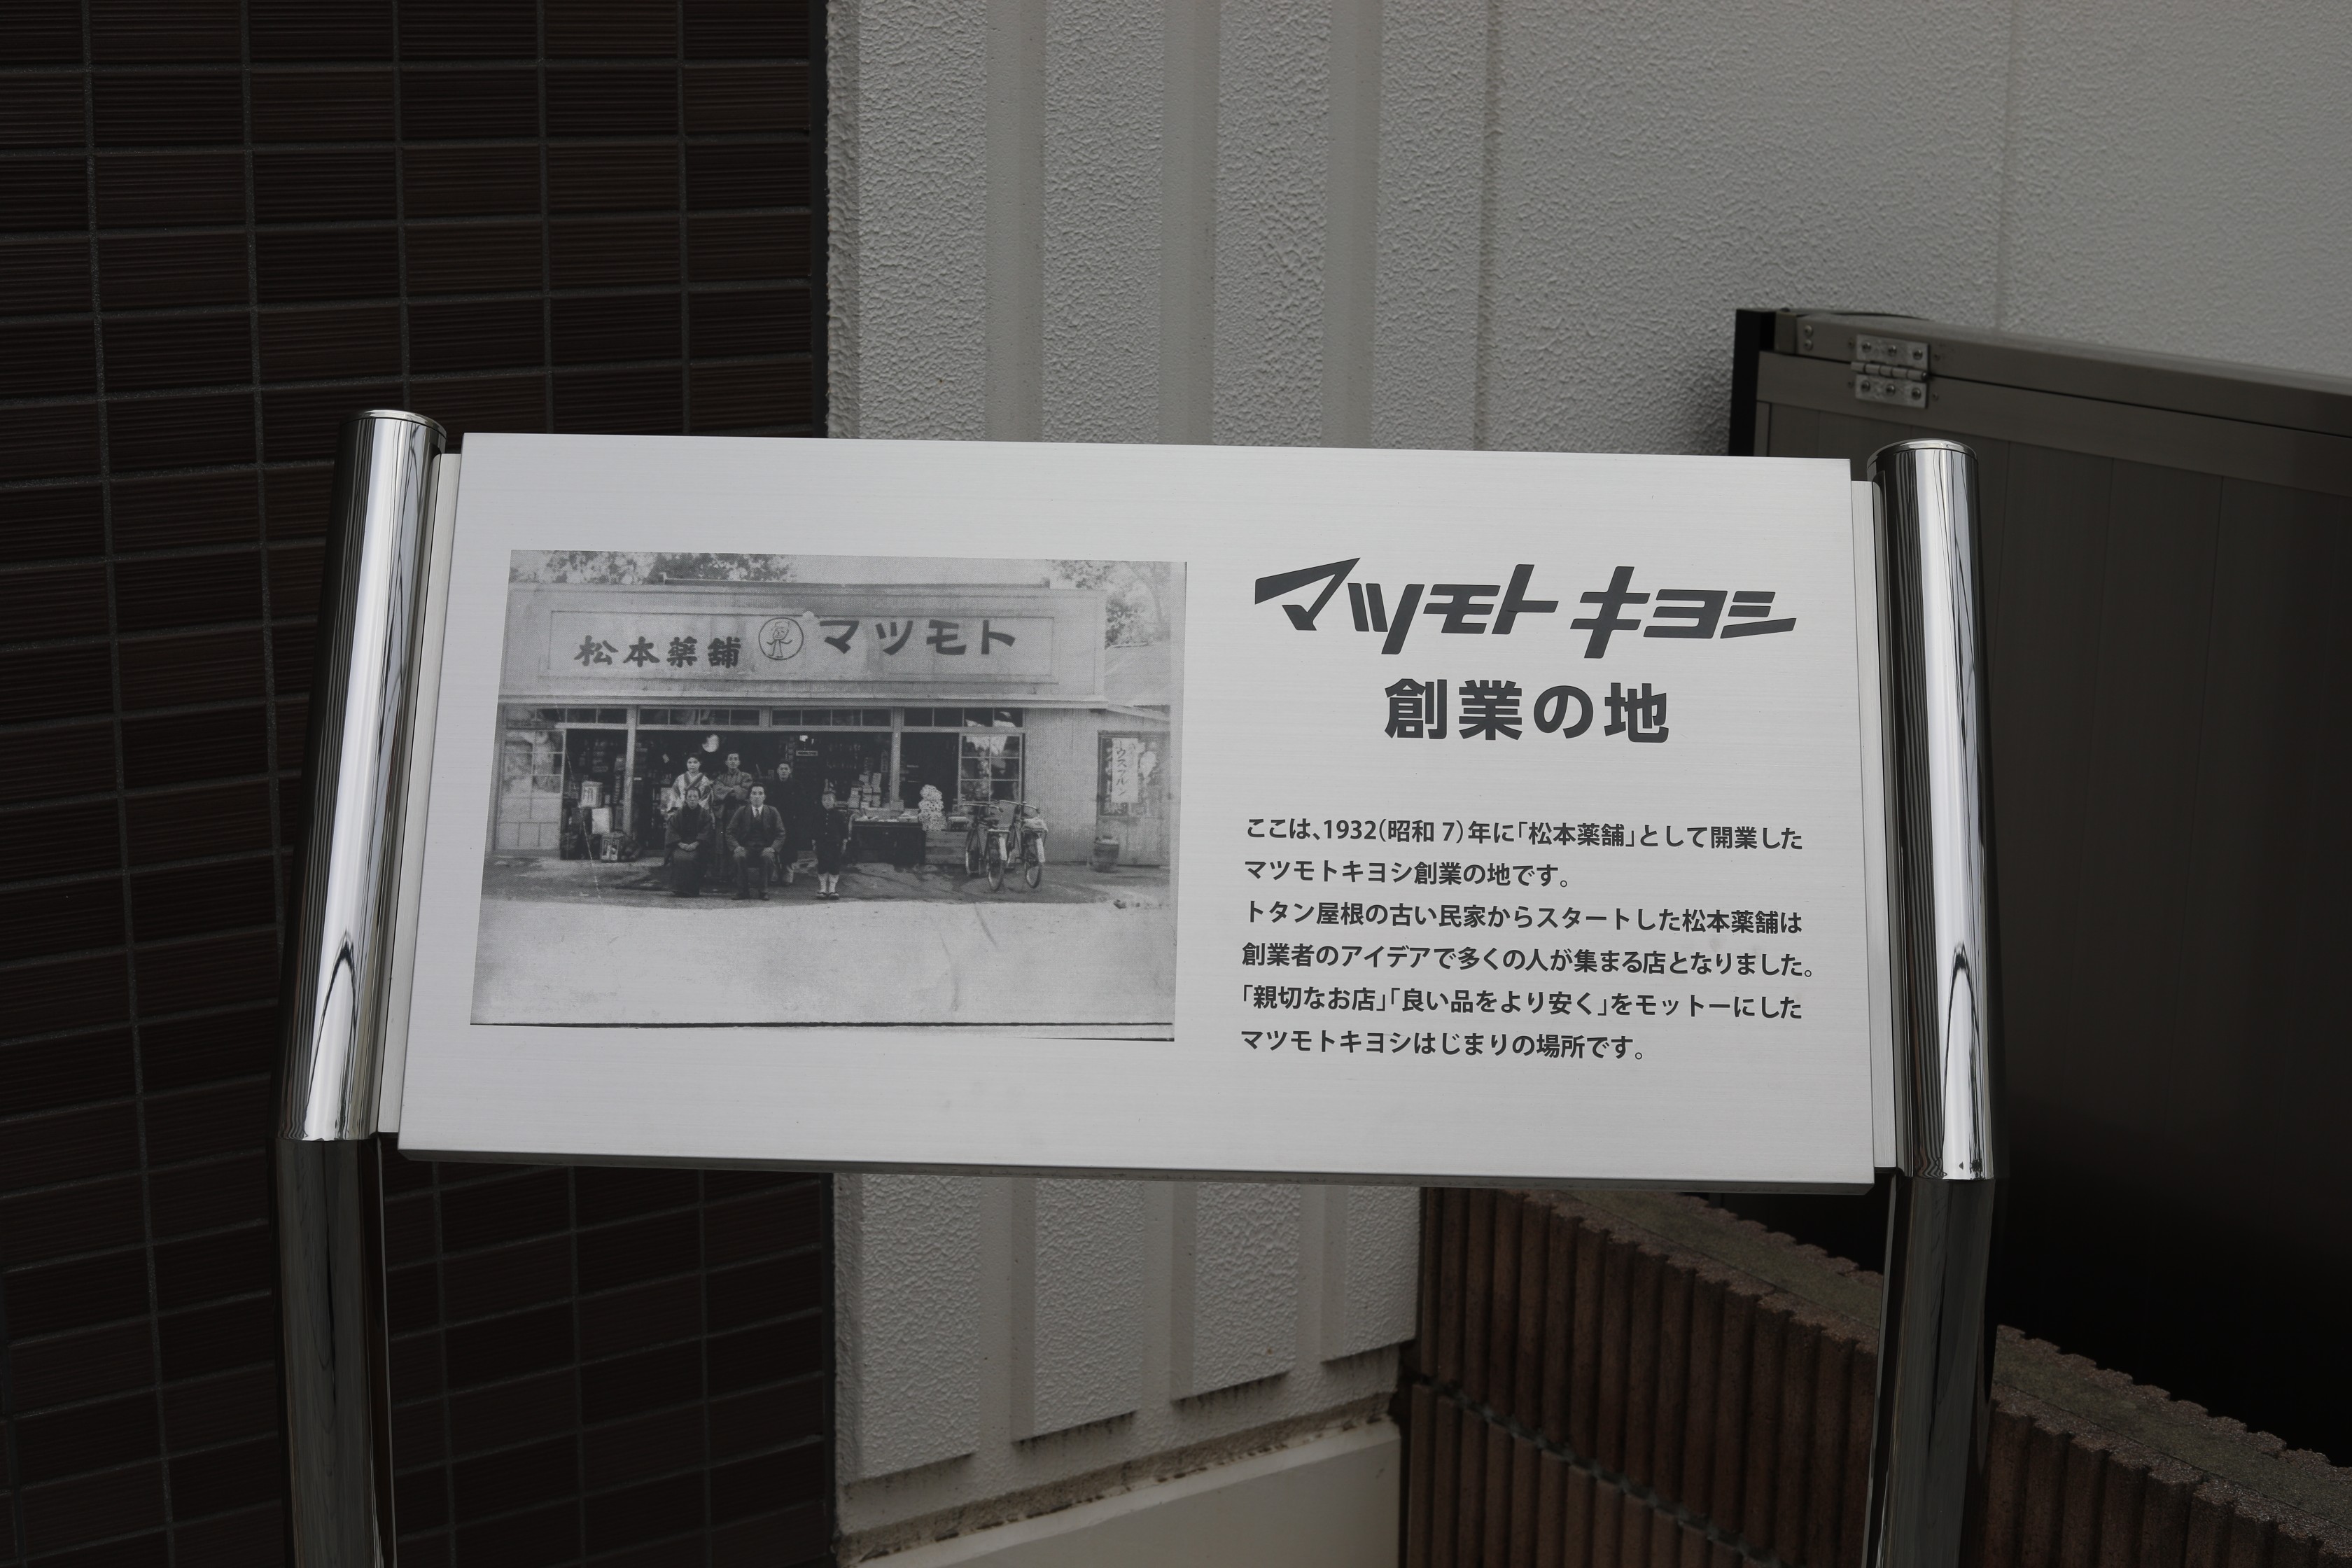 松本薬舗 マツモト
マツモトキヨシ
創業の地
ここは、1932(昭和 7)年に「松本薬舗」として開業した
マツモトキヨシ創業の地です。
トタン屋根の古い民家からスタートした松本薬舗は
創業者のアイデアで多くの人が集まる店となりました。
「親切なお店」「良い品をより安く」をモットーにした
マツモトキヨシはじまりの場所です。